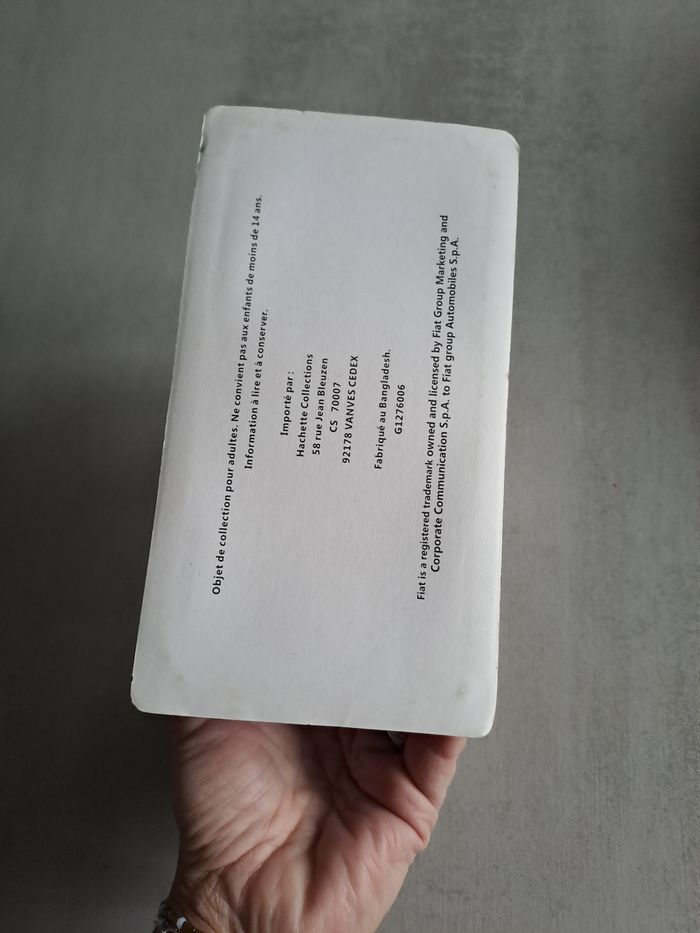 Objet de collection pour adultes. Ne convient pas aux enfants de moins de 14 ans.
Information à lire et à conserver.
Importé par :
Hachette Collections
58 rue Jean Bleuzen
CS 70007
92178 VANVES CEDEX
Fabriqué au Bangladesh.
G1276006
Fiat is a registered trademark owned and licensed by Fiat Group Marketing and
Corporate Communication S.p.A. to Fiat group Automobiles S.p.A.